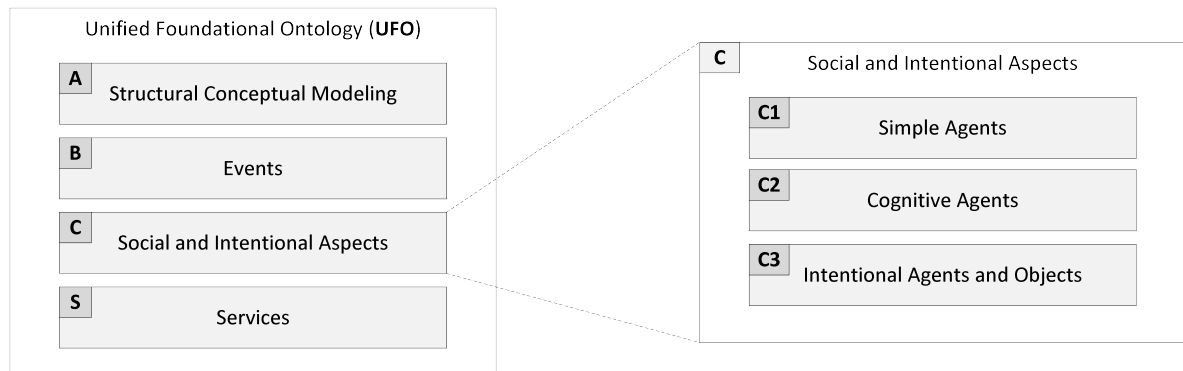 Unified Foundational Ontology (UFO)
A
Structural Conceptual Modeling
B
Events
C
Social and Intentional Aspects
S
Services
C
Social and Intentional Aspects
C1
Simple Agents
C2
Cognitive Agents
C3
Intentional Agents and Objects